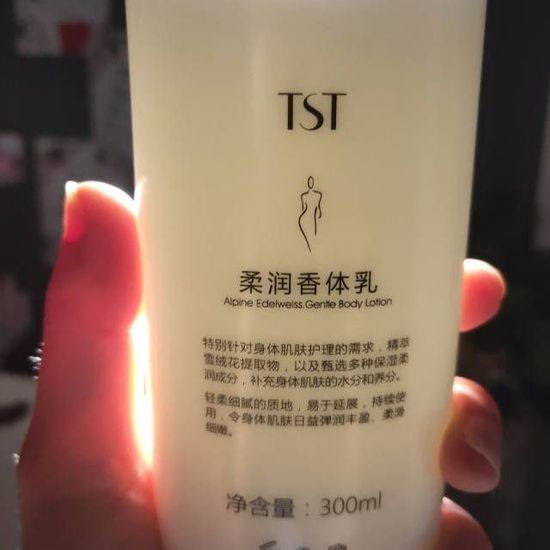 TST
柔润香体乳
Alpine Edelweiss.Gentle Body Lotion
特别针对身体肌肤护理的需求，精萃
雪绒花提取物，以及甄选多种保湿柔
润成分，补充身体肌肤的水分和养分。
轻柔细腻的质地，易于延展，持续使
用，令身体肌肤日益弹润丰盈、柔滑
细嫩。
净含量：300ml